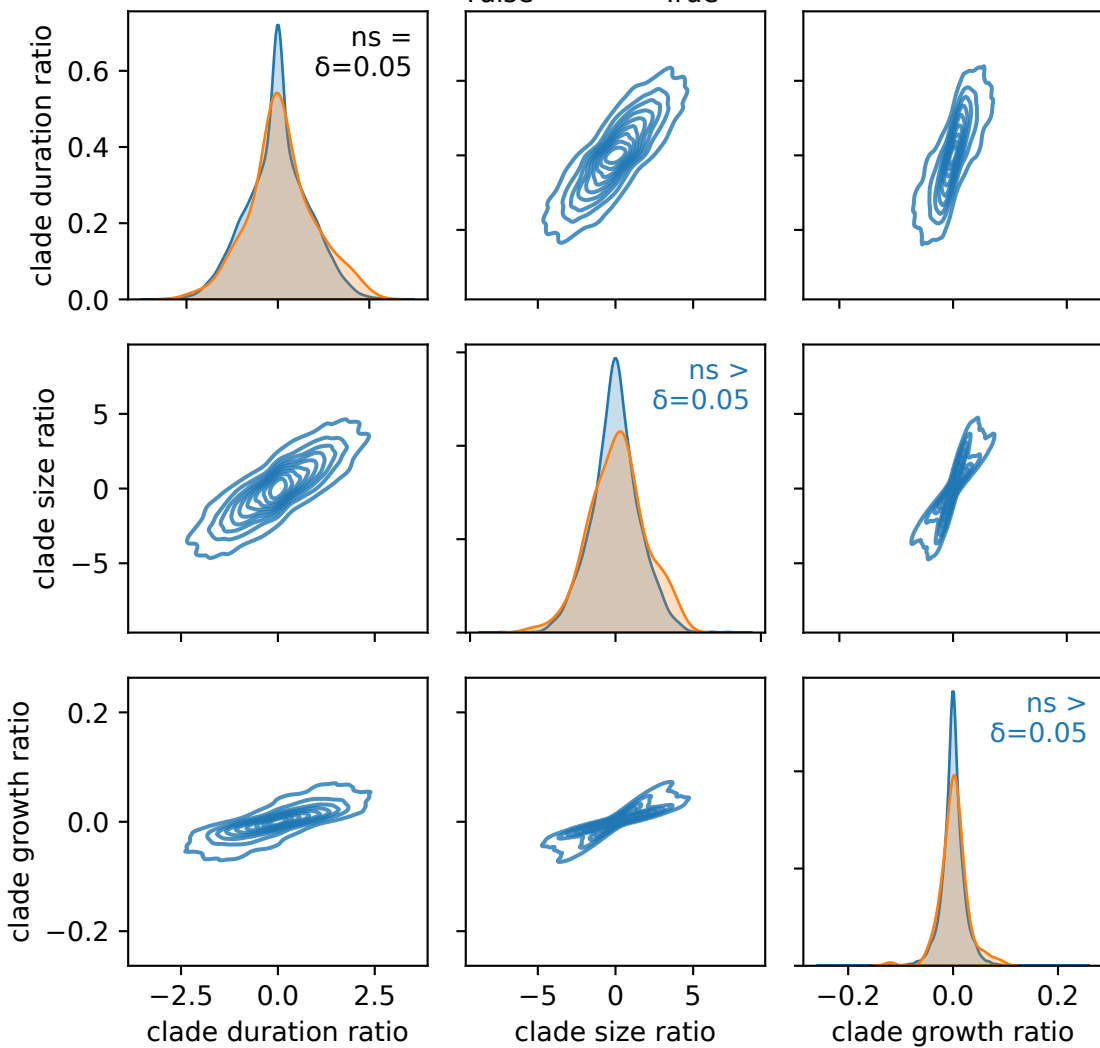 clade duration ratio
0.6
0.4
0.2
0.0
ns =
δ=0.05
clade size ratio
5
0
−5
ns >
δ=0.05
clade growth ratio
0.2
0.0
−0.2
ns >
δ=0.05
−2.5 0.0 2.5
−5 0 5
−0.2 0.0 0.2
clade duration ratio
clade size ratio
clade growth ratio